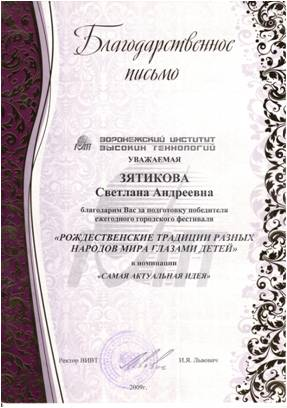 Благодарственное
письмо
ВОРОНЕЖСКИЙ ИНСТИТУТ
ВЫСОКИХ ТЕХНОЛОГИЙ
УВАЖАЕМАЯ
ЗЯТИКОВА
Светлана Андреевна
благодарим Вас за подготовку победителя
ежегодного городского фестиваля
«РОЖДЕСТВЕНСКИЕ ТРАДИЦИИ РАЗНЫХ
НАРОДОВ МИРА ГЛАЗАМИ ДЕТЕЙ»
в номинации
«САМАЯ АКТУАЛЬНАЯ ИДЕЯ»
Ректор ВИВТ И.Я. Львович
2009г.